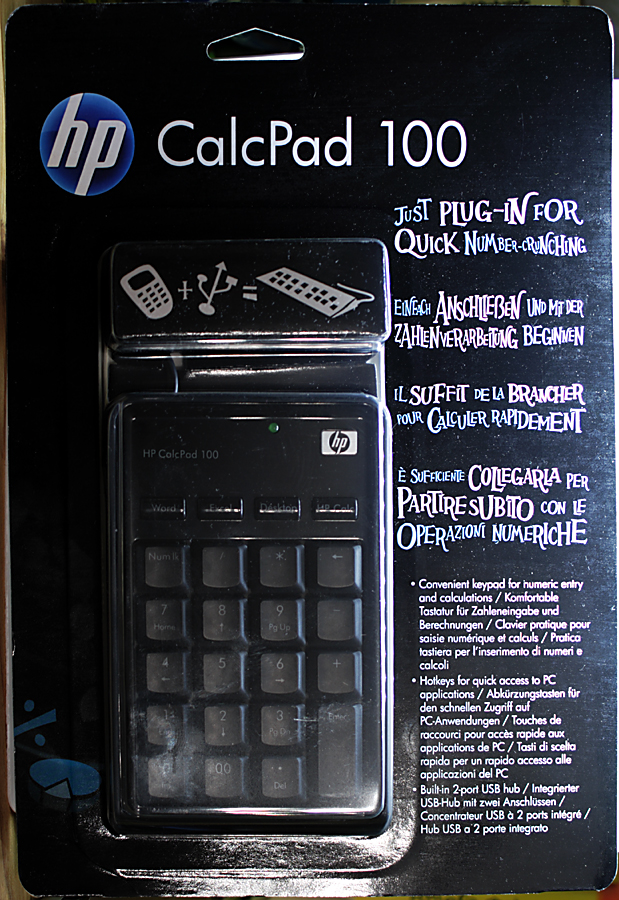 hp CalcPad 100
JUST PLUG-IN FOR
QUICK NUMBER-CRUNCHING
EINFACH ANSCHLIEßEN UND MIT DER
ZAHLENVERARBEITUNG BEGINNEN
IL SUFFIT DE LA BRANCHER
POUR CALCULER RAPIDEMENT
È SUFFICIENTE COLLEGARLA PER
PARTIRE SUBITO CON LE
OPERAZIONI NUMERICHE
hp
HP CalcPad 100
Word Excel Desktop HP Calc
Num lk / * ←
7 8 9 -
Home ↑ Pg Up
4 5 6 +
← →
1 2 3 Enter
↓ Pg Dn
00 .
Del
• Convenient keypad for numeric entry
and calculations / Komfortable
Tastatur für Zahleneingabe und
Berechnungen / Clavier pratique pour
saisie numérique et calculs / Pratica
tastiera per l'inserimento di numeri e
calcoli
• Hotkeys for quick access to PC
applications / Abkürzungstasten für
den schnellen Zugriff auf
PC-Anwendungen / Touches de
raccourci pour accès rapide aux
applications de PC / Tasti di scelta
rapida per un rapido accesso alle
applicazioni del PC
• Built-in 2-port USB hub / Integrierter
USB-Hub mit zwei Anschlüssen /
Concentrateur USB à 2 ports intégré /
Hub USB a 2 porte integrato